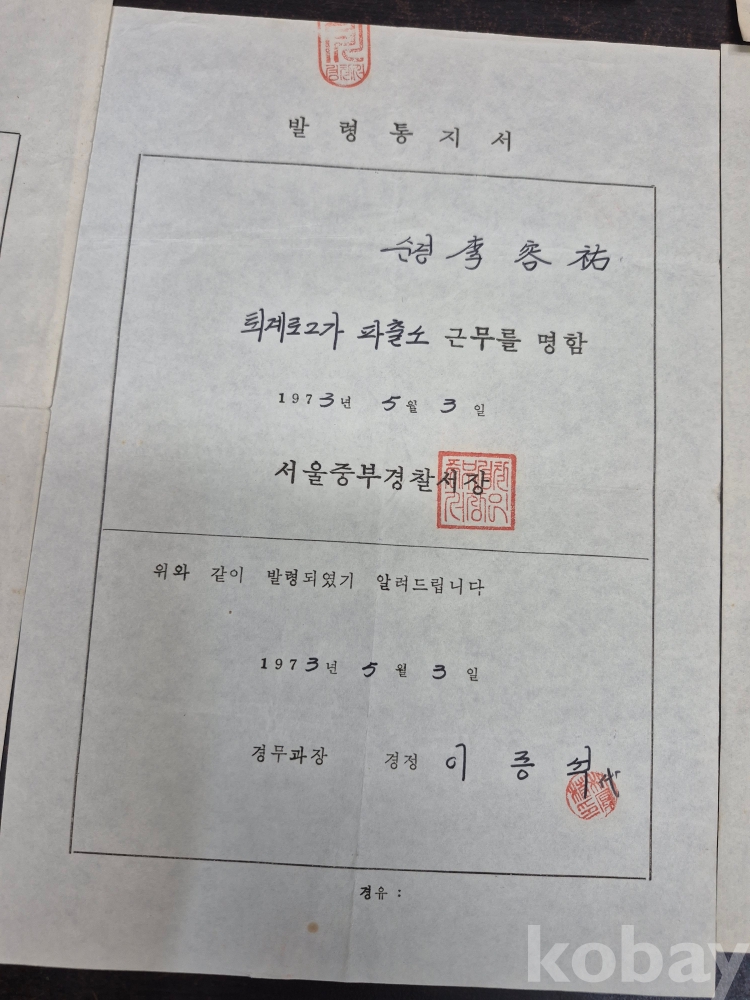 발령통지서
순경 李容祐
퇴계로2가 파출소 근무를 명함
1973년 5월 3일
서울중부경찰서장
위와 같이 발령되였기 알려드립니다
1973년 5월 3일
경무과장 경정 이종석
경유 :
kobay